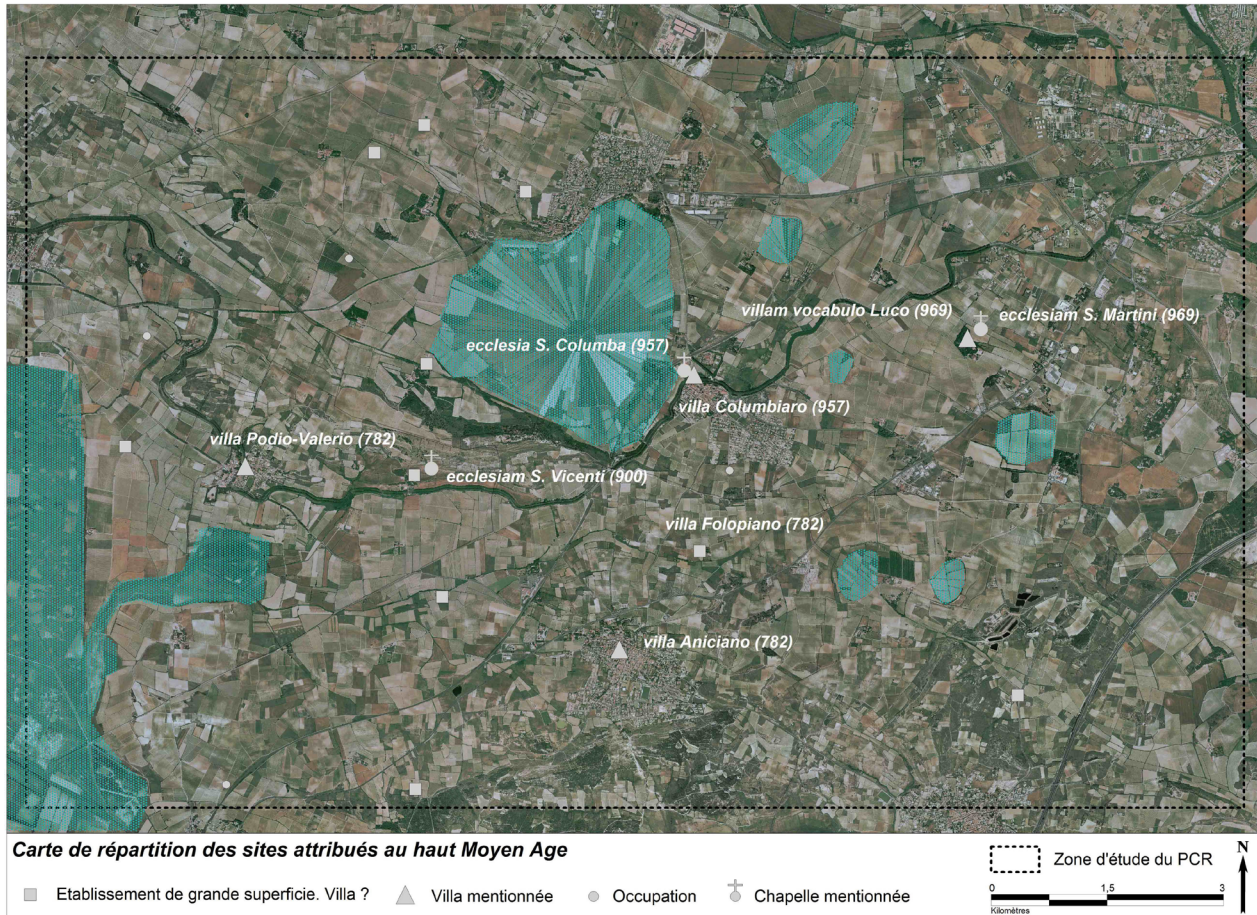 villam vocabulo Luco (969)
ecclesiam S. Martini (969)
ecclesia S. Columba (957)
villa Columbiaro (957)
villa Podio-Valerio (782)
ecclesiam S. Vicenti (900)
villa Folopiano (782)
villa Aniciano (782)
Carte de répartition des sites attribués au haut Moyen Age
Zone d'étude du PCR
N
Etablissement de grande superficie. Villa ?
Villa mentionnée
Occupation
Chapelle mentionnée
0 1,5 3
Kilomètres